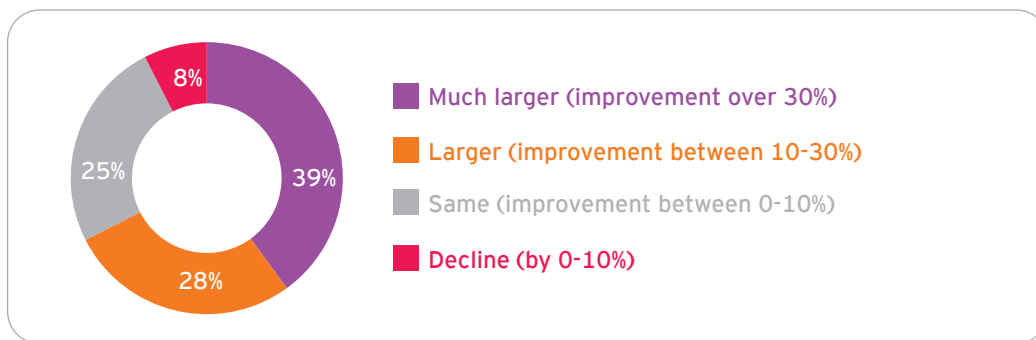 8%
25%
39%
28%
Much larger (improvement over 30%)
Larger (improvement between 10-30%)
Same (improvement between 0-10%)
Decline (by 0-10%)